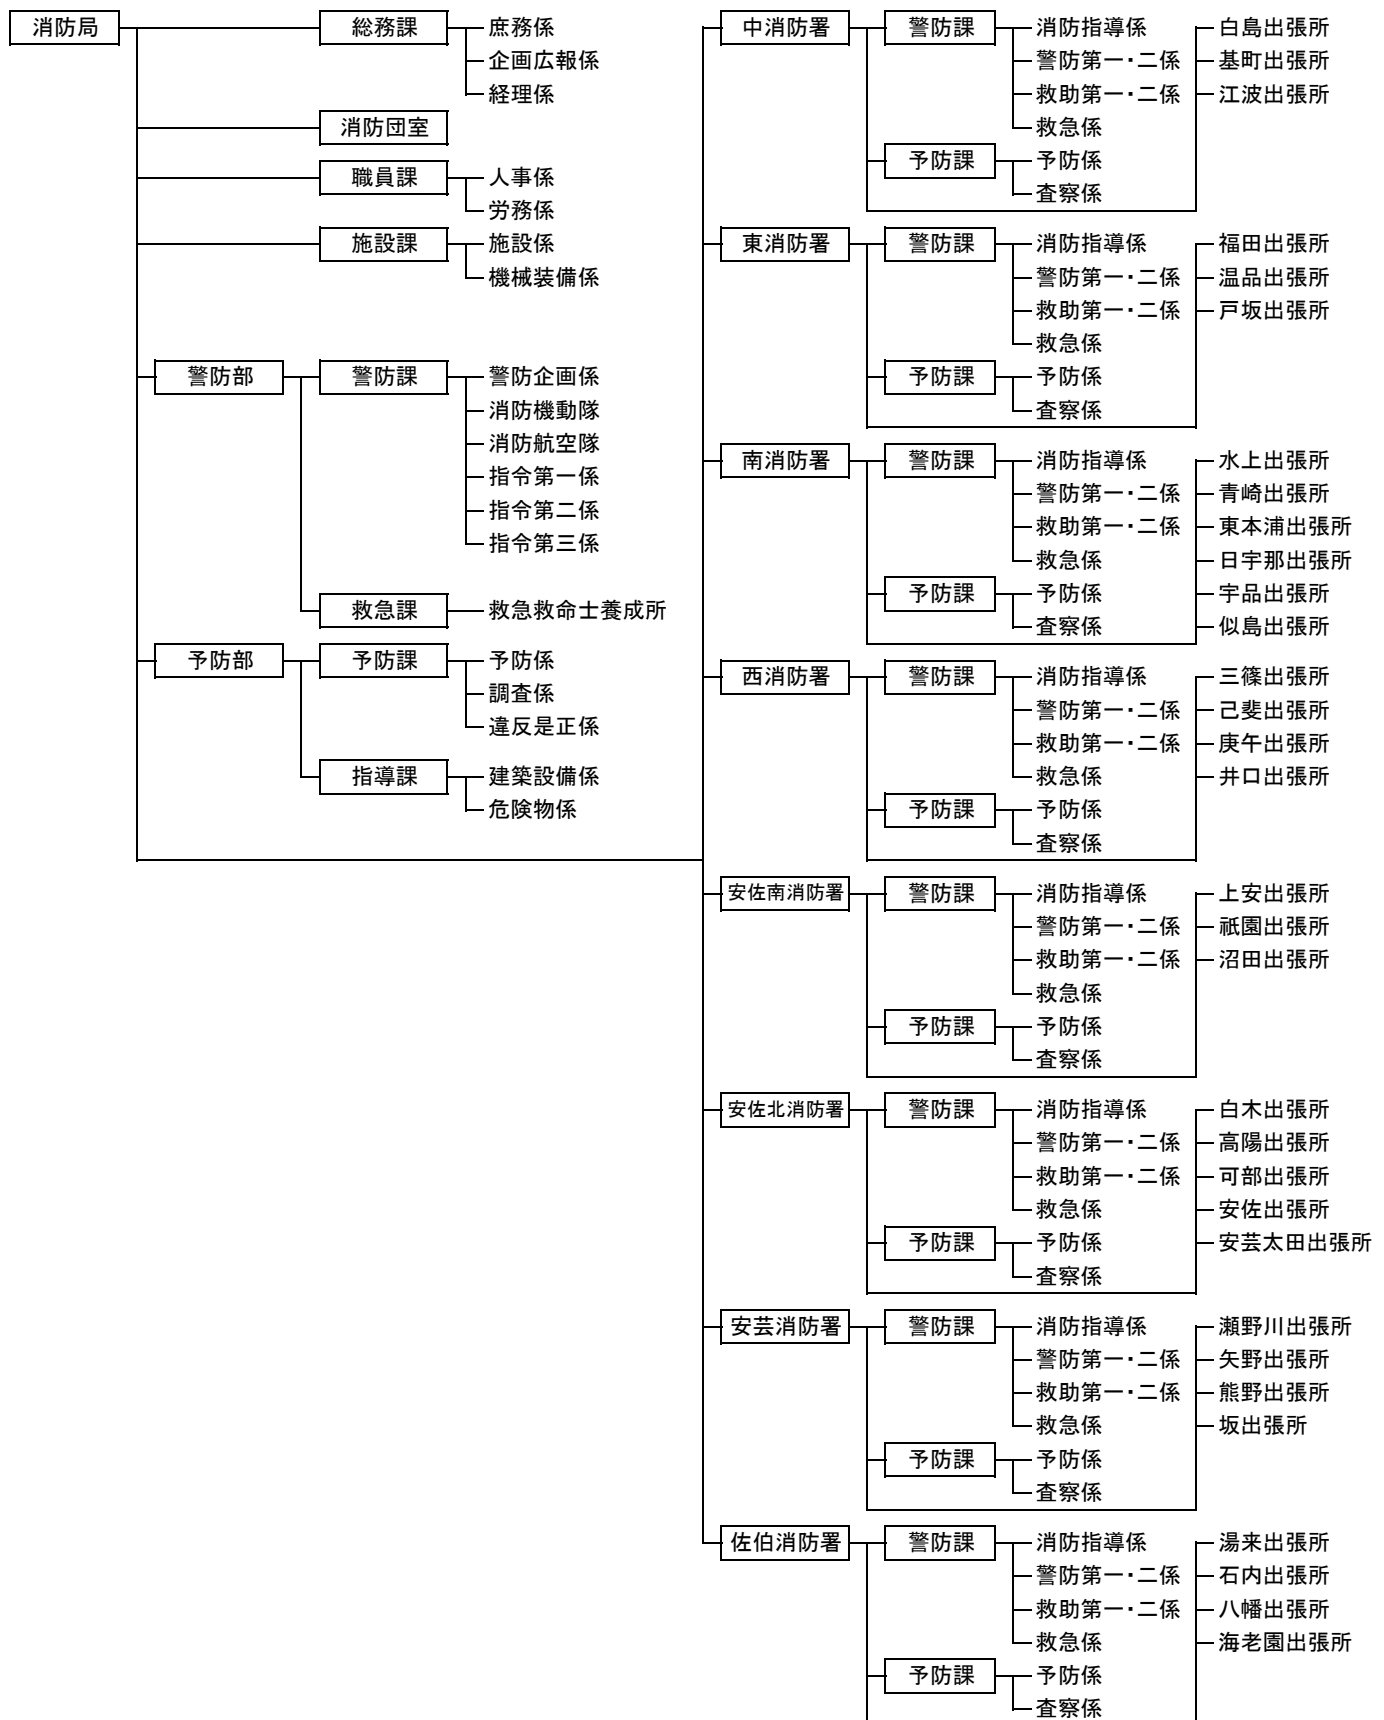 消防局
総務課
庶務係
企画広報係
経理係
消防団室
職員課
人事係
労務係
施設課
施設係
機械装備係
警防部
警防課
警防企画係
消防機動隊
消防航空隊
指令第一係
指令第二係
指令第三係
救急課
救急救命士養成所
予防部
予防課
予防係
調査係
違反是正係
指導課
建築設備係
危険物係
中消防署
警防課
消防指導係
警防第一・二係
救助第一・二係
救急係
予防課
予防係
査察係
白島出張所
基町出張所
江波出張所
東消防署
警防課
消防指導係
警防第一・二係
救助第一・二係
救急係
予防課
予防係
査察係
福田出張所
温品出張所
戸坂出張所
南消防署
警防課
消防指導係
警防第一・二係
救助第一・二係
救急係
予防課
予防係
査察係
水上出張所
青崎出張所
東本浦出張所
日宇那出張所
宇品出張所
似島出張所
西消防署
警防課
消防指導係
警防第一・二係
救助第一・二係
救急係
予防課
予防係
査察係
三篠出張所
己斐出張所
庚午出張所
井口出張所
安佐南消防署
警防課
消防指導係
警防第一・二係
救助第一・二係
救急係
予防課
予防係
査察係
上安出張所
祇園出張所
沼田出張所
安佐北消防署
警防課
消防指導係
警防第一・二係
救助第一・二係
救急係
予防課
予防係
査察係
白木出張所
高陽出張所
可部出張所
安佐出張所
安芸太田出張所
安芸消防署
警防課
消防指導係
警防第一・二係
救助第一・二係
救急係
予防課
予防係
査察係
瀬野川出張所
矢野出張所
熊野出張所
坂出張所
佐伯消防署
警防課
消防指導係
警防第一・二係
救助第一・二係
救急係
予防課
予防係
査察係
湯来出張所
石内出張所
八幡出張所
海老園出張所